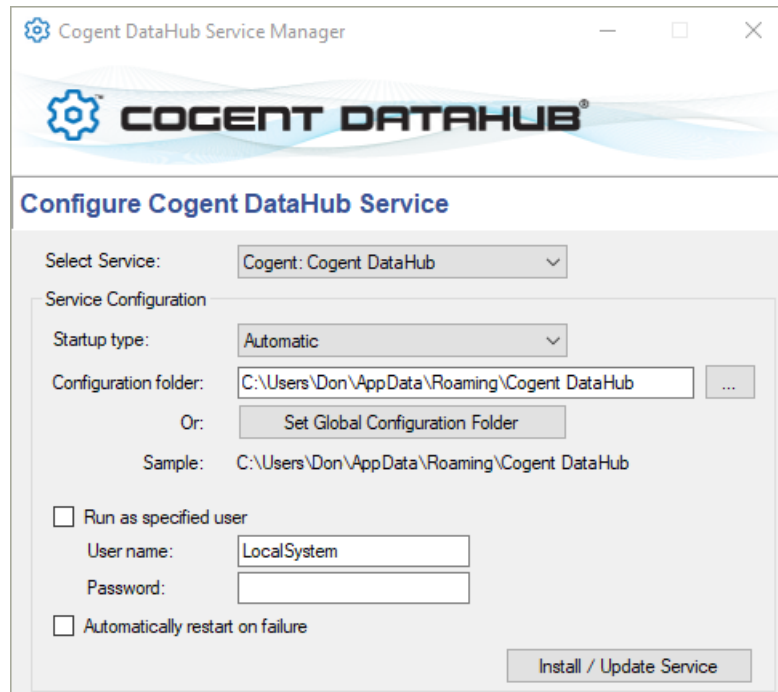 Cogent DataHub Service Manager
COGENT DATAHUB®
Configure Cogent DataHub Service
Select Service: Cogent: Cogent DataHub
Service Configuration
Startup type: Automatic
Configuration folder: C:\Users\Don\AppData\Roaming\Cogent DataHub ...
Or: Set Global Configuration Folder
Sample: C:\Users\Don\AppData\Roaming\Cogent DataHub
Run as specified user
User name: LocalSystem
Password:
Automatically restart on failure
Install / Update Service